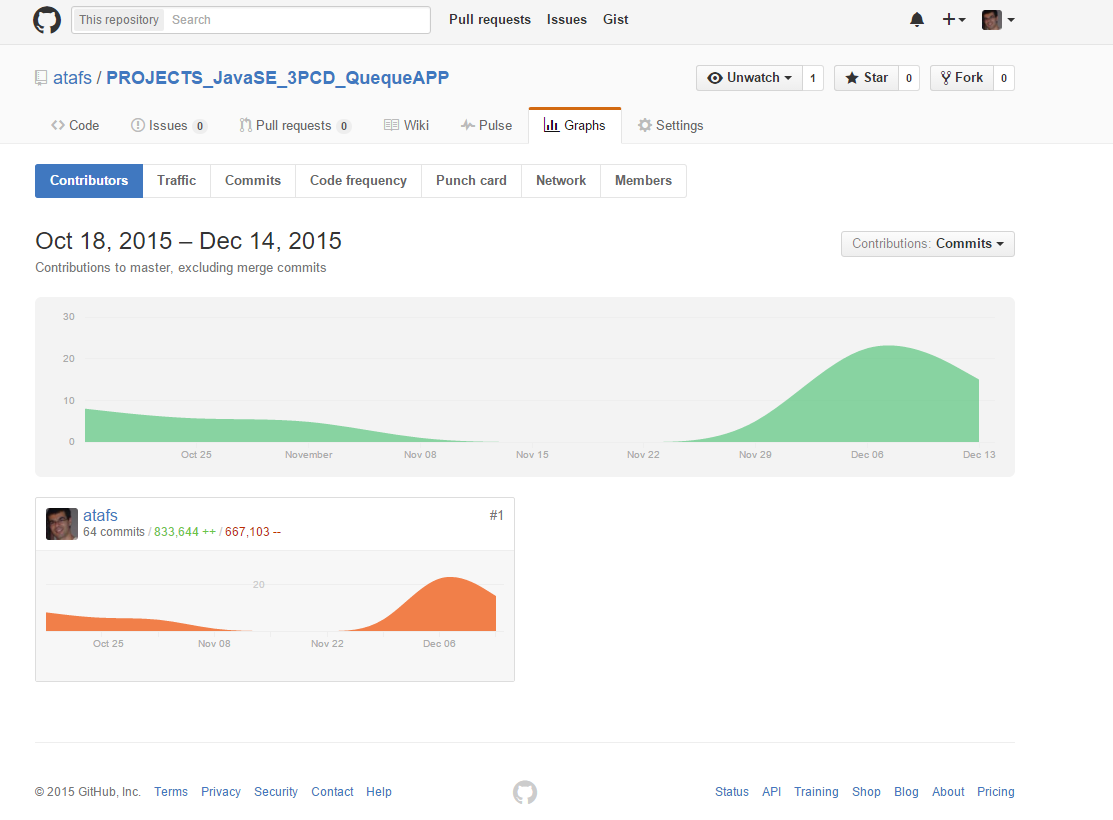 This repository Search Pull requests Issues Gist
atafs / PROJECTS_JavaSE_3PCD_QuequeAPP Unwatch 1 Star 0 Fork 0
Code Issues 0 Pull requests 0 Wiki Pulse Graphs Settings
Contributors Traffic Commits Code frequency Punch card Network Members
Oct 18, 2015 – Dec 14, 2015
Contributions: Commits
Contributions to master, excluding merge commits
30
20
10
0
Oct 25 November Nov 08 Nov 15 Nov 22 Nov 29 Dec 06 Dec 13
atafs #1
64 commits / 833,644 ++ / 667,103 --
20
Oct 25 Nov 08 Nov 22 Dec 06
© 2015 GitHub, Inc. Terms Privacy Security Contact Help Status API Training Shop Blog About Pricing